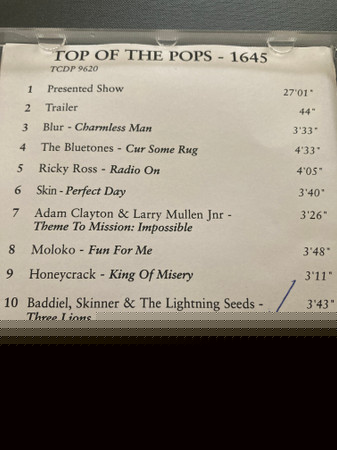 TOP OF THE POPS - 1645
TCDP 9620
1 Presented Show 27'01"
2 Trailer 44"
3 Blur - Charmless Man 3'33"
4 The Bluetones - Cur Some Rug 4'33"
5 Ricky Ross - Radio On 4'05"
6 Skin - Perfect Day 3'40"
7 Adam Clayton & Larry Mullen Jnr - 3'26"
Theme To Mission: Impossible
8 Moloko - Fun For Me 3'48"
9 Honeycrack - King Of Misery 3'11"
10 Baddiel, Skinner & The Lightning Seeds - 3'43"
Three Lions